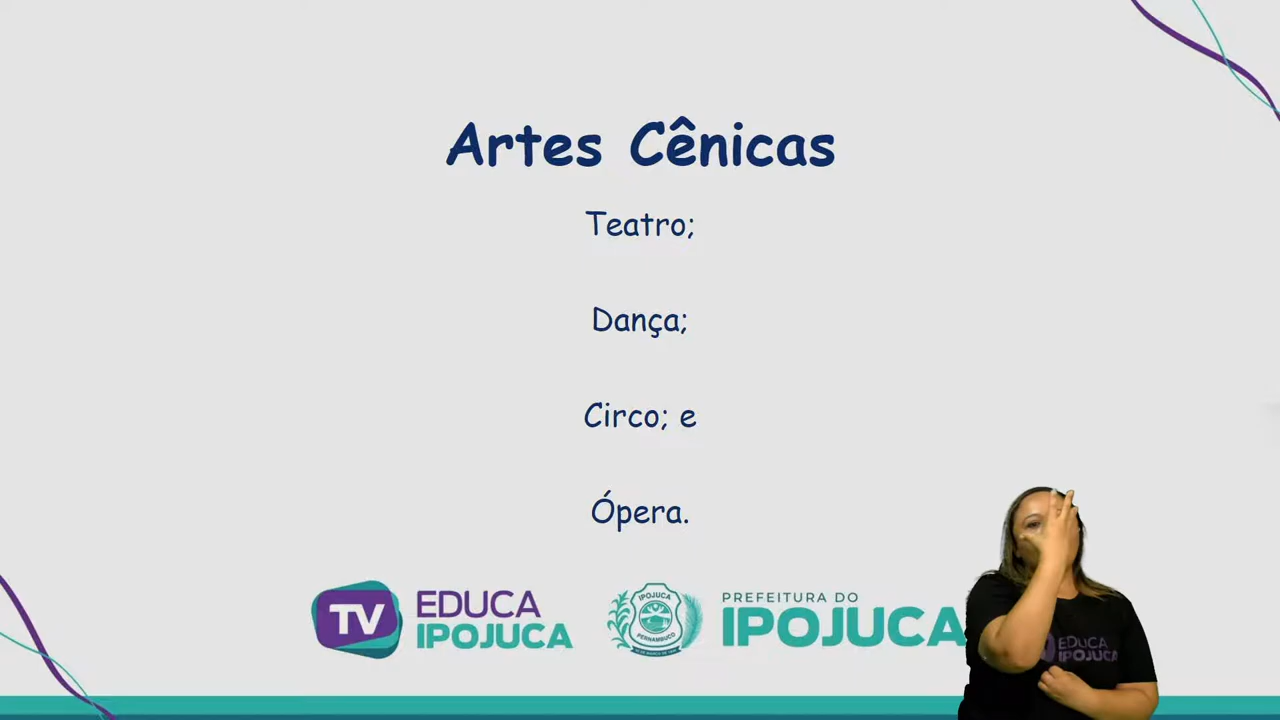 Artes Cênicas
Teatro;
Dança;
Circo; e
Ópera.
TV EDUCA IPOJUCA
IPOJUCA
PERNAMBUCO
PREFEITURA DO
IPOJUCA
EDUCA
IPOJUCA